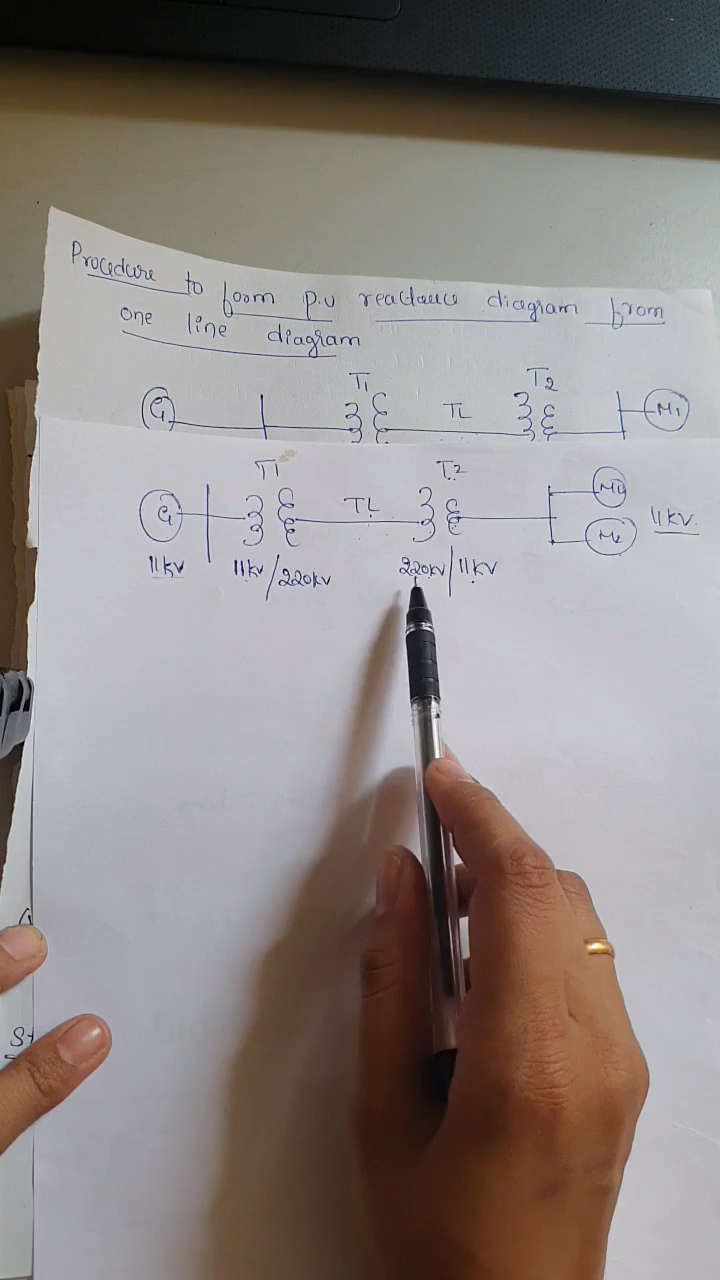 Procedure to form p.u reactance diagram from
one line diagram
T1 T2
G TL M1
T1 T2
G TL M1
M2 11KV.
11KV 11KV/220KV 220KV/11KV
St